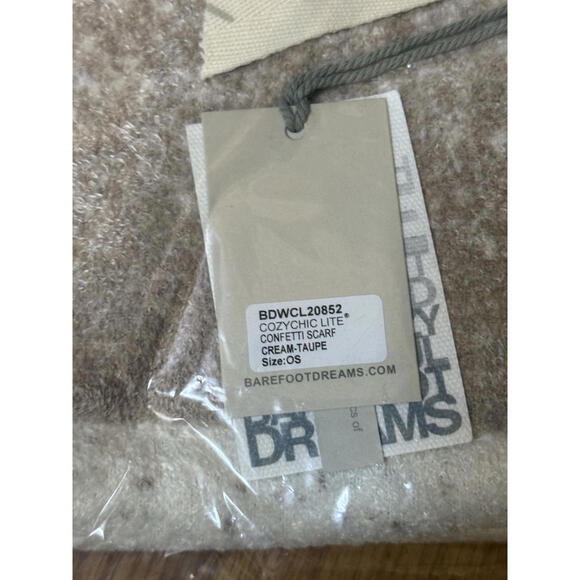 BDWCL20852
COZYCHIC LITE®
CONFETTI SCARF
CREAM-TAUPE
Size:OS
BAREFOOTDREAMS.COM
DREAMS